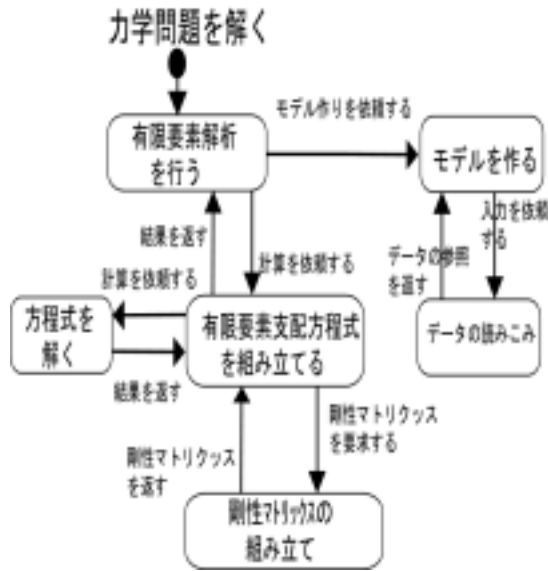 力学問題を解く
モデル作りを依頼する
有限要素解析
を行う
モデルを作る
結果を返す
計算を依頼する
計算を依頼する
入力を依頼
する
データの参照
を返す
方程式を
解く
有限要素支配方程式
を組み立てる
データの読みこみ
結果を返す
剛性マトリクッス
を要求する
剛性マトリクッス
を返す
剛性マトリックスの
組み立て